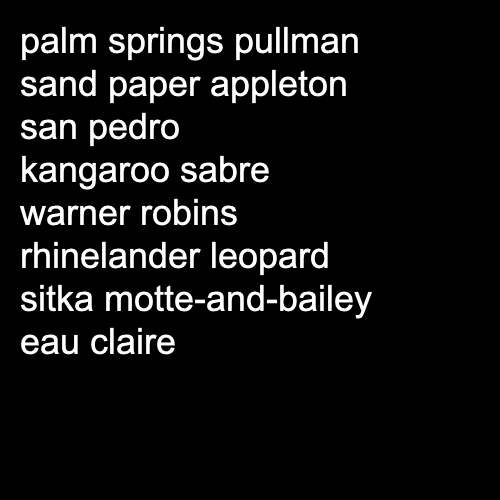 palm springs pullman
sand paper appleton
san pedro
kangaroo sabre
warner robins
rhinelander leopard
sitka motte-and-bailey
eau claire